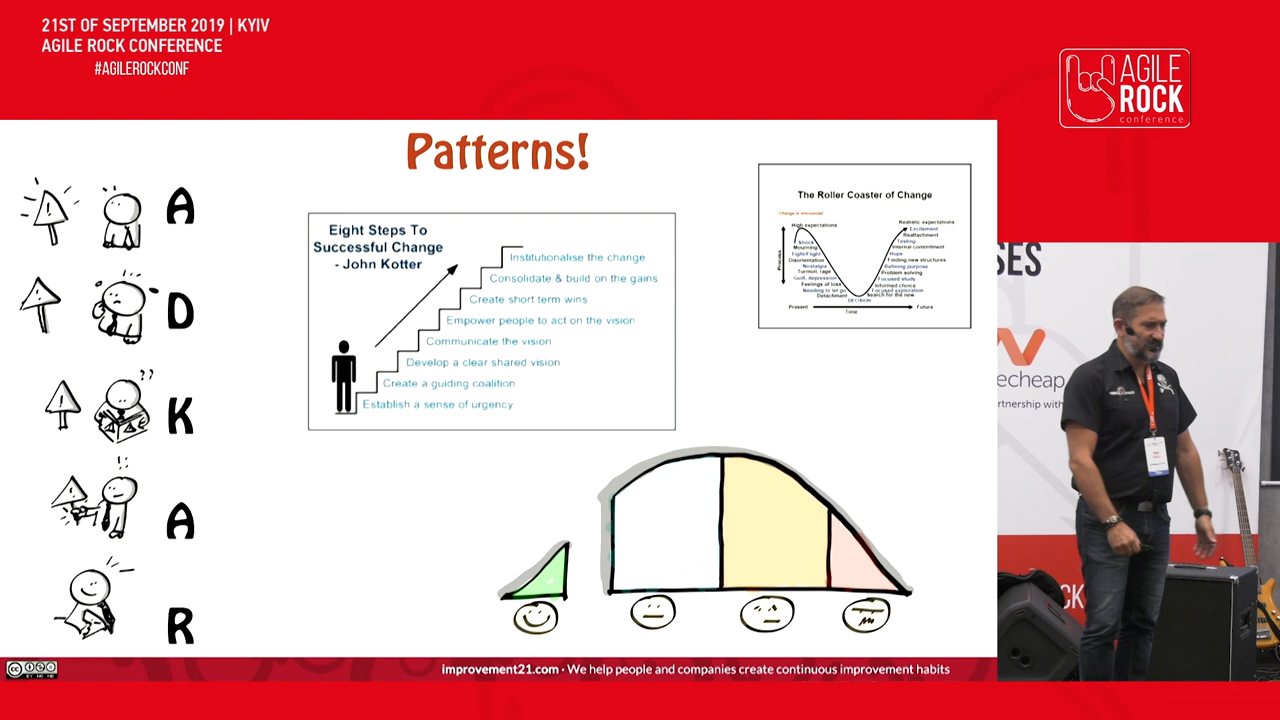 21ST OF SEPTEMBER 2019 | KYIV
AGILE ROCK CONFERENCE
#AGILEROCKCONF
AGILE
ROCK
conference
Patterns!
A
D
K
A
R
Eight Steps To
Successful Change
- John Kotter
Institutionalise the change
Consolidate & build on the gains
Create short term wins
Empower people to act on the vision
Communicate the vision
Develop a clear shared vision
Create a guiding coalition
Establish a sense of urgency
The Roller Coaster of Change
Change is announced
High expectations
Shock
Mourning
Fight/Flight
Disorientation
Nostalgia
Turmoil, rage
Guilt, depression
Feelings of loss
Needing to let go
Detachment
DECISION
Realistic expectations
Excitement
Reattachment
Testing
Internal commitment
Hope
Finding new structures
Refining purpose
Problem solving
Focused study
Informed choice
Focused exploration
Search for the new
Process
Present
Future
Time
SES
echap
rtnership with
CK
improvement21.com · We help people and companies create continuous improvement habits